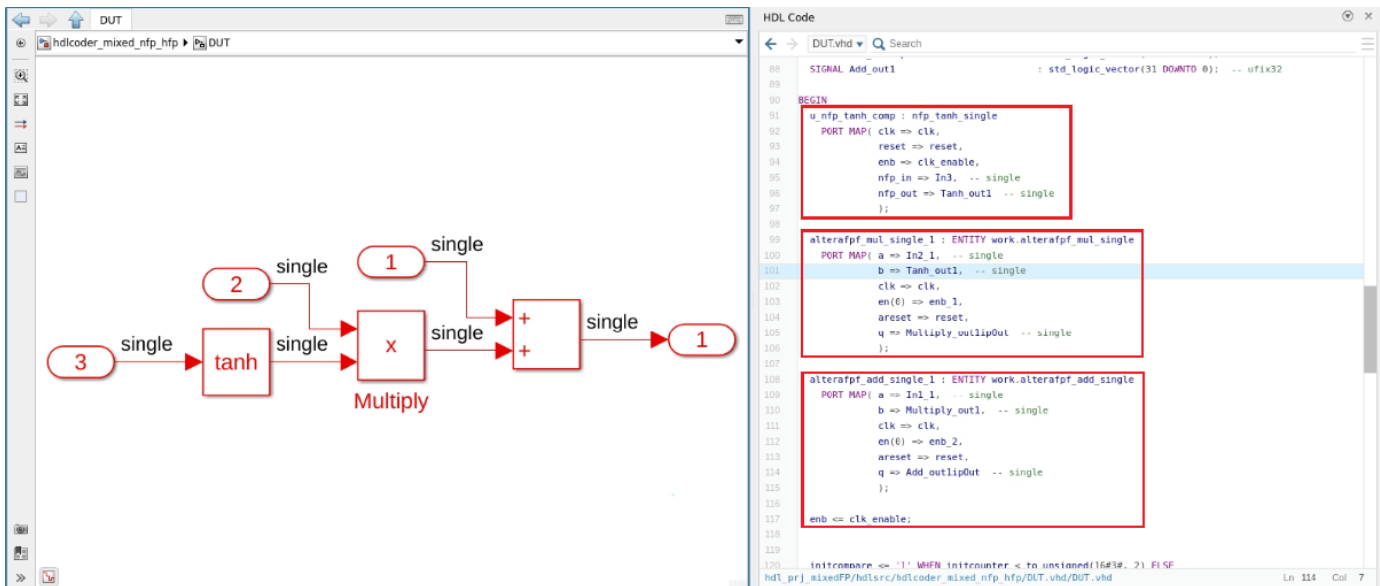 DUT
hdlcoder_mixed_nfp_hfp DUT
single
1
single
2
single
single
single
x
single
+
+
single
1
3
tanh
Multiply
HDL Code
DUT.vhd Search
88 SIGNAL Add_out1 : std_logic_vector(31 DOWNTO 0); -- ufix32
89
90 BEGIN
91 u_nfp_tanh_comp : nfp_tanh_single
92 PORT MAP( clk => clk,
93 reset => reset,
94 enb => clk_enable,
95 nfp_in => In3, -- single
96 nfp_out => Tanh_out1 -- single
97 );
98
99 alterafpf_mul_single_1 : ENTITY work.alterafpf_mul_single
100 PORT MAP( a => In2_1, -- single
101 b => Tanh_out1, -- single
102 clk => clk,
103 en(0) => enb_1,
104 areset => reset,
105 q => Multiply_out1ipOut -- single
106 );
107
108 alterafpf_add_single_1 : ENTITY work.alterafpf_add_single
109 PORT MAP( a => In1_1, -- single
110 b => Multiply_out1, -- single
111 clk => clk,
112 en(0) => enb_2,
113 areset => reset,
114 q => Add_out1ipOut -- single
115 );
116
117 enb <= clk_enable;
118
119
120 initcompare <= '1' WHEN initcounter < to_unsigned(16#3#, 2) ELSE
hdl_prj_mixedFP/hdlsrc/hdlcoder_mixed_nfp_hfp/DUT.vhd/DUT.vhd Ln 114 Col 7